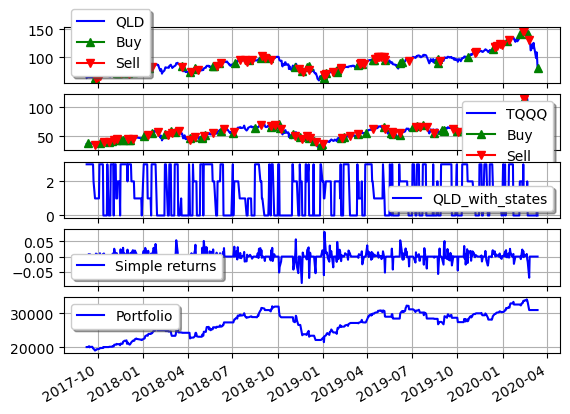 150
100
QLD
Buy
Sell
100
50
TQQQ
Buy
Sell
2
0
QLD_with_states
0.05
0.00
−0.05
Simple returns
30000
20000
Portfolio
2017-10
2018-01
2018-04
2018-07
2018-10
2019-01
2019-04
2019-07
2019-10
2020-01
2020-04